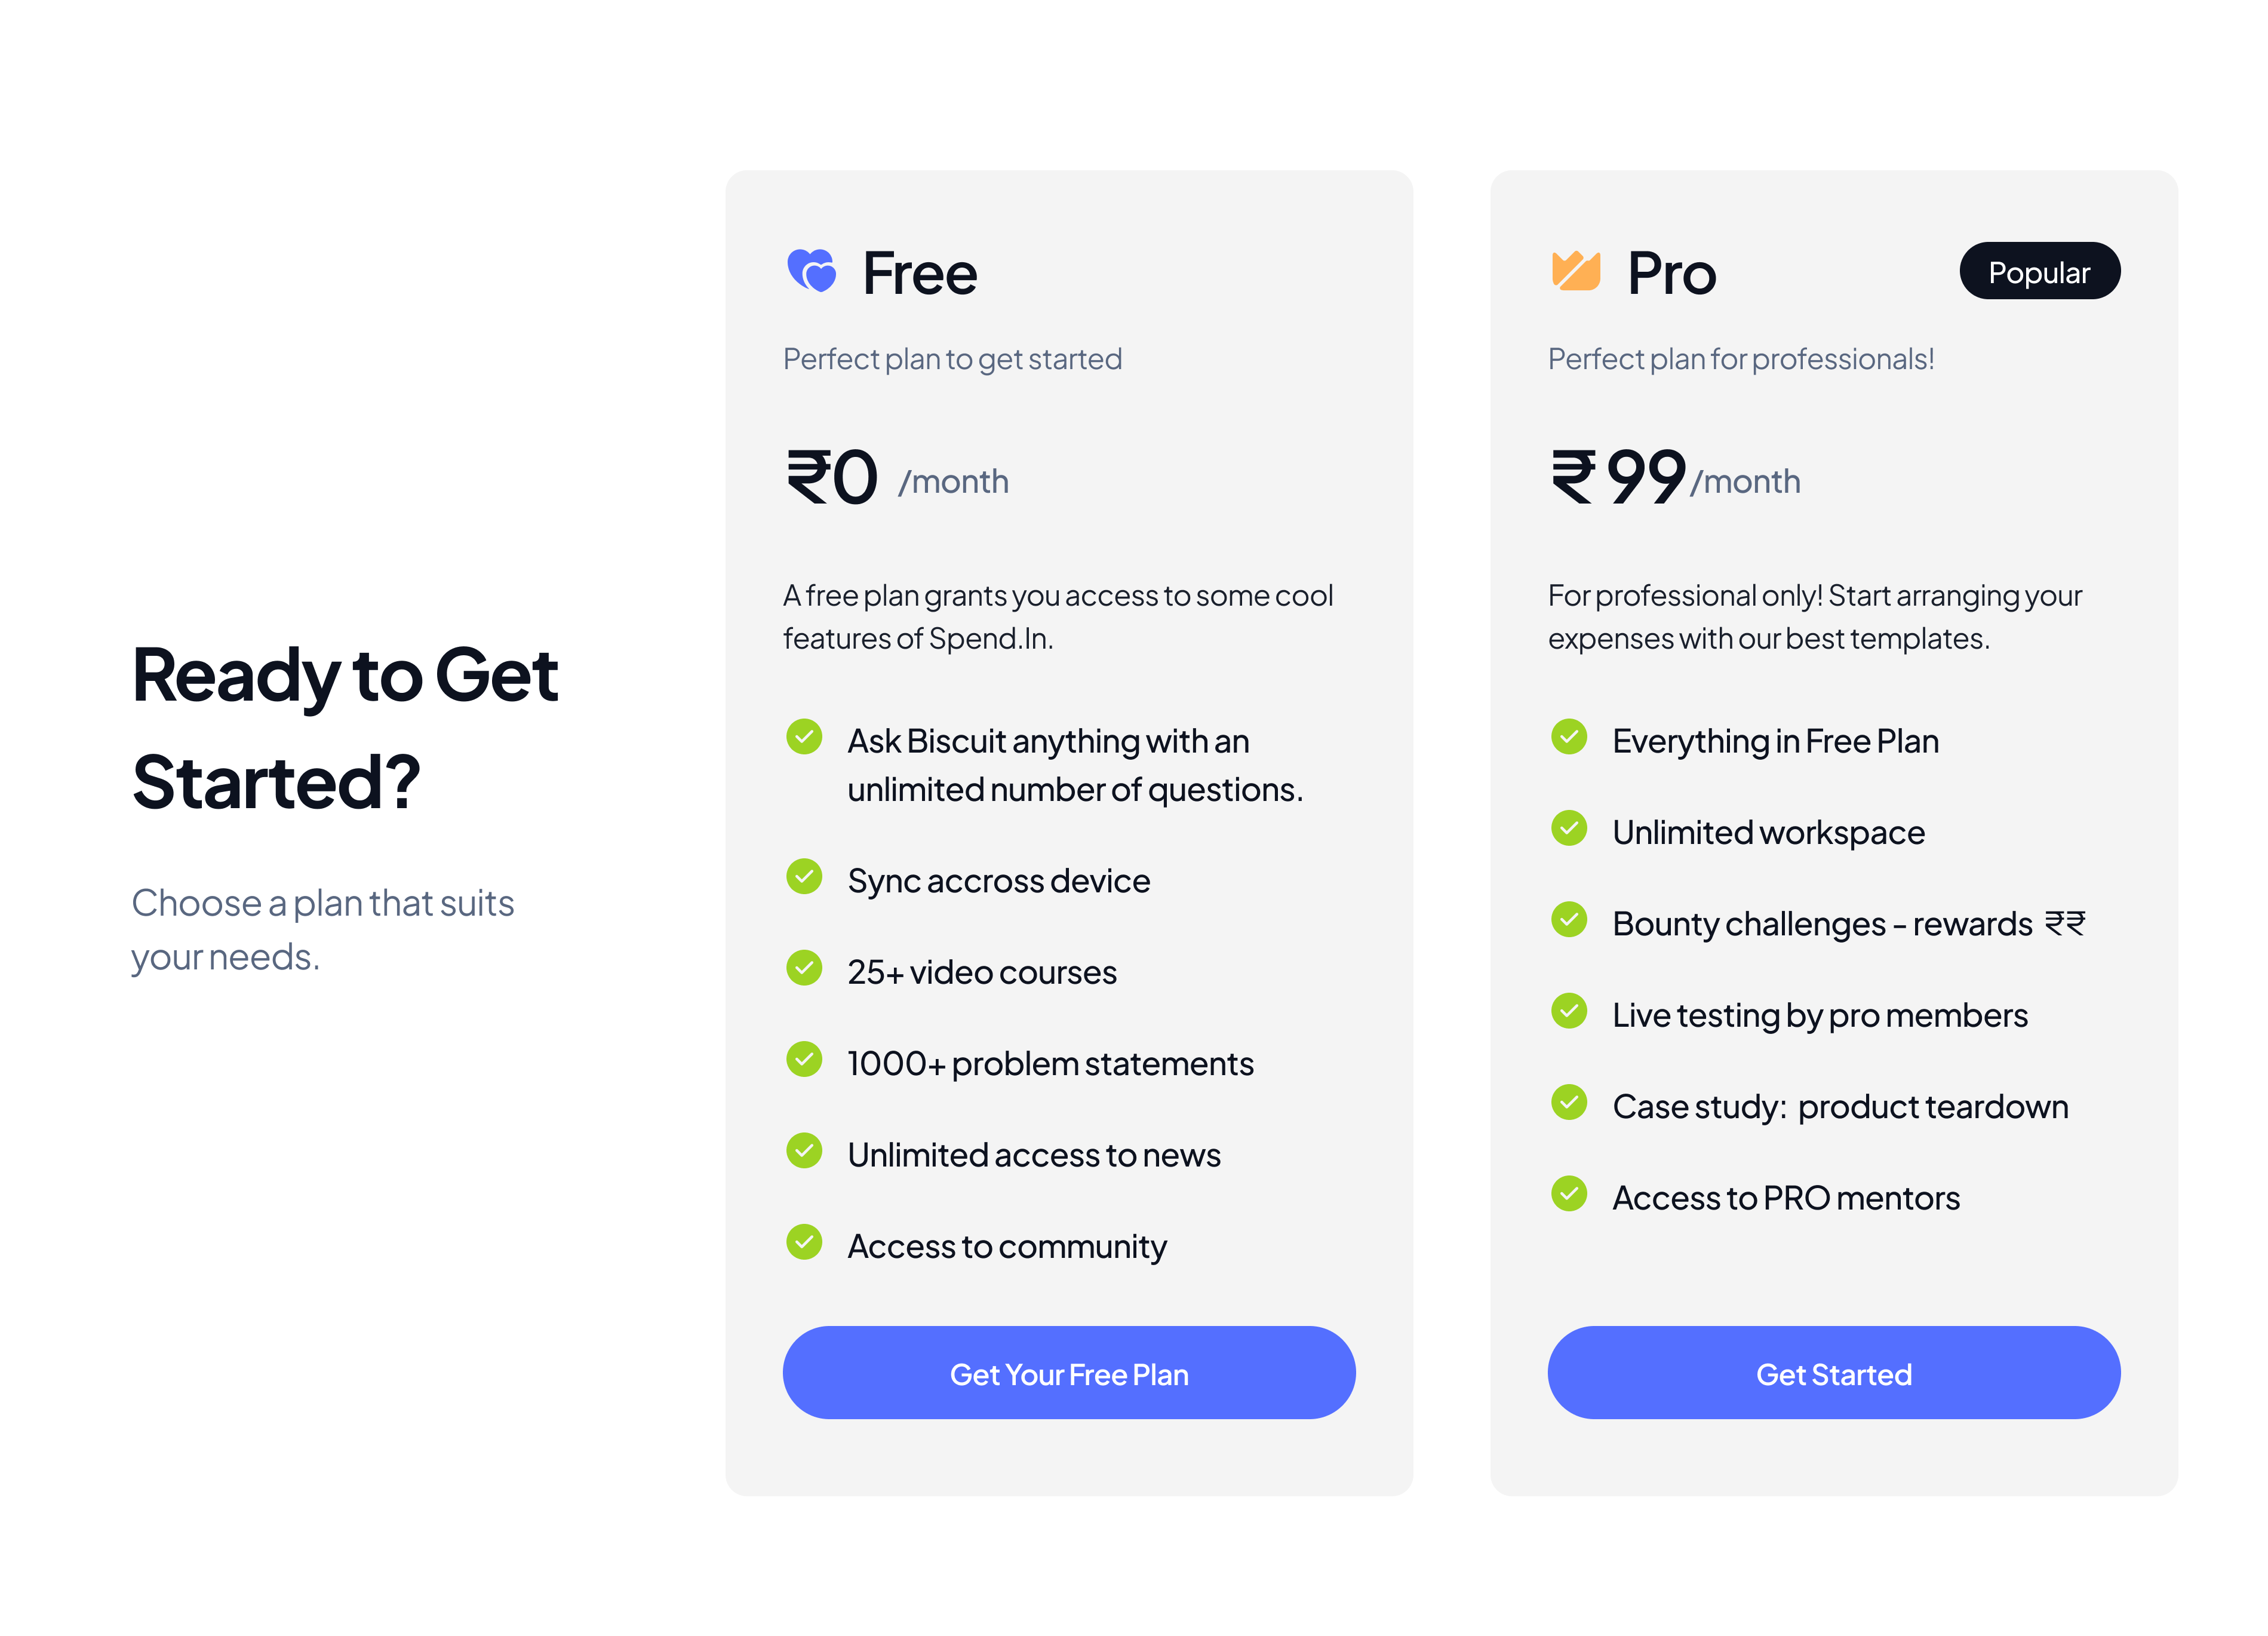 Ready to Get
Started?
Choose a plan that suits
your needs.
Free
Perfect plan to get started
₹0 /month
A free plan grants you access to some cool
features of Spend.In.
Ask Biscuit anything with an
unlimited number of questions.
Sync accross device
25+ video courses
1000+ problem statements
Unlimited access to news
Access to community
Get Your Free Plan
Pro
Popular
Perfect plan for professionals!
₹ 99/month
For professional only! Start arranging your
expenses with our best templates.
Everything in Free Plan
Unlimited workspace
Bounty challenges - rewards ₹₹
Live testing by pro members
Case study: product teardown
Access to PRO mentors
Get Started